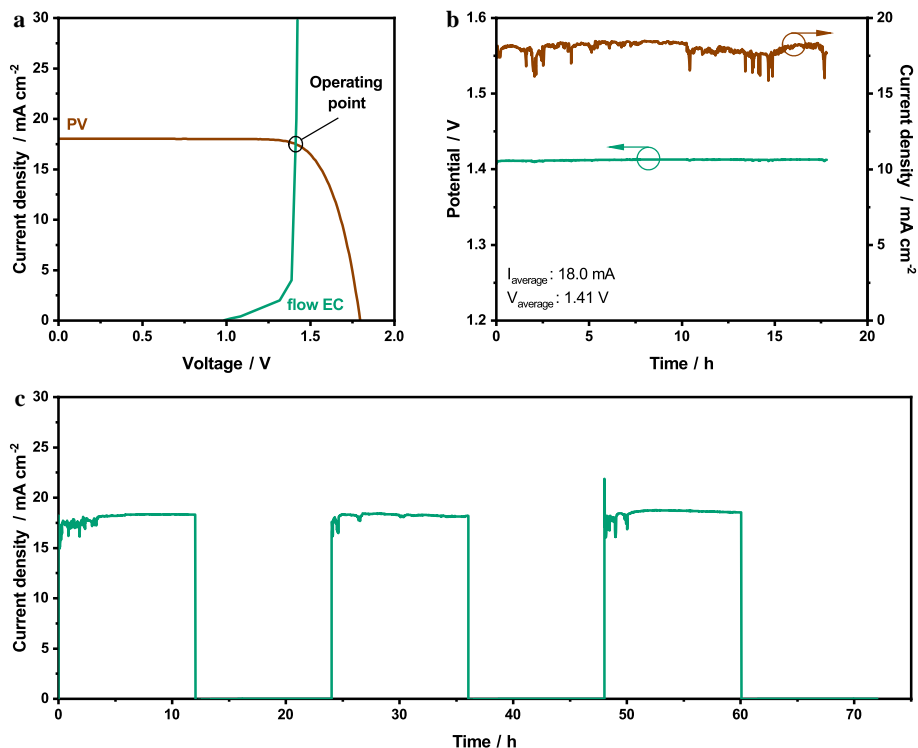 a
30
25
20
15
10
5
0
Current density / mA cm-2
PV
Operating
point
flow EC
0.0 0.5 1.0 1.5 2.0
Voltage / V
b
1.6
1.5
1.4
1.3
1.2
Potential / V
20
15
10
5
0
Current density / mA cm-2
Iaverage : 18.0 mA
Vaverage : 1.41 V
0 5 10 15 20
Time / h
c
30
25
20
15
10
5
0
Current density / mA cm-2
0 10 20 30 40 50 60 70
Time / h